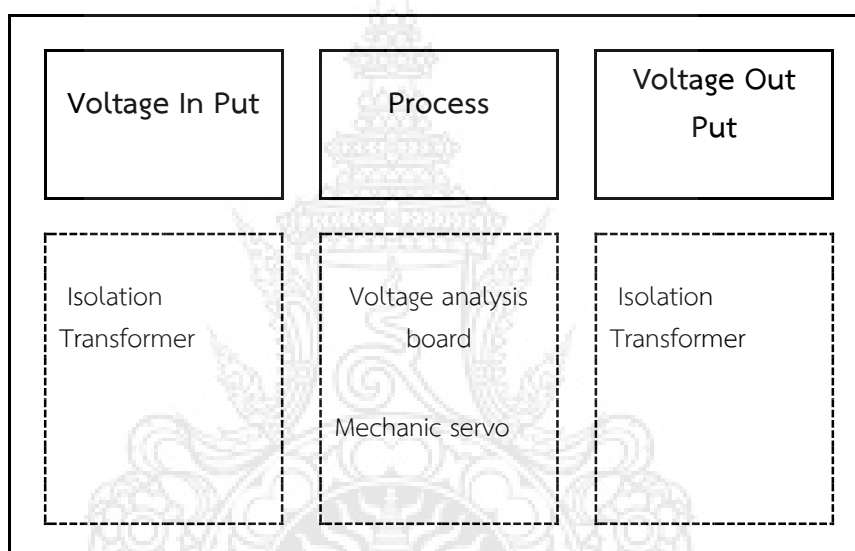 Voltage In Put
Process
Voltage Out
Put
Isolation
Transformer
Voltage analysis
board
Mechanic servo
Isolation
Transformer